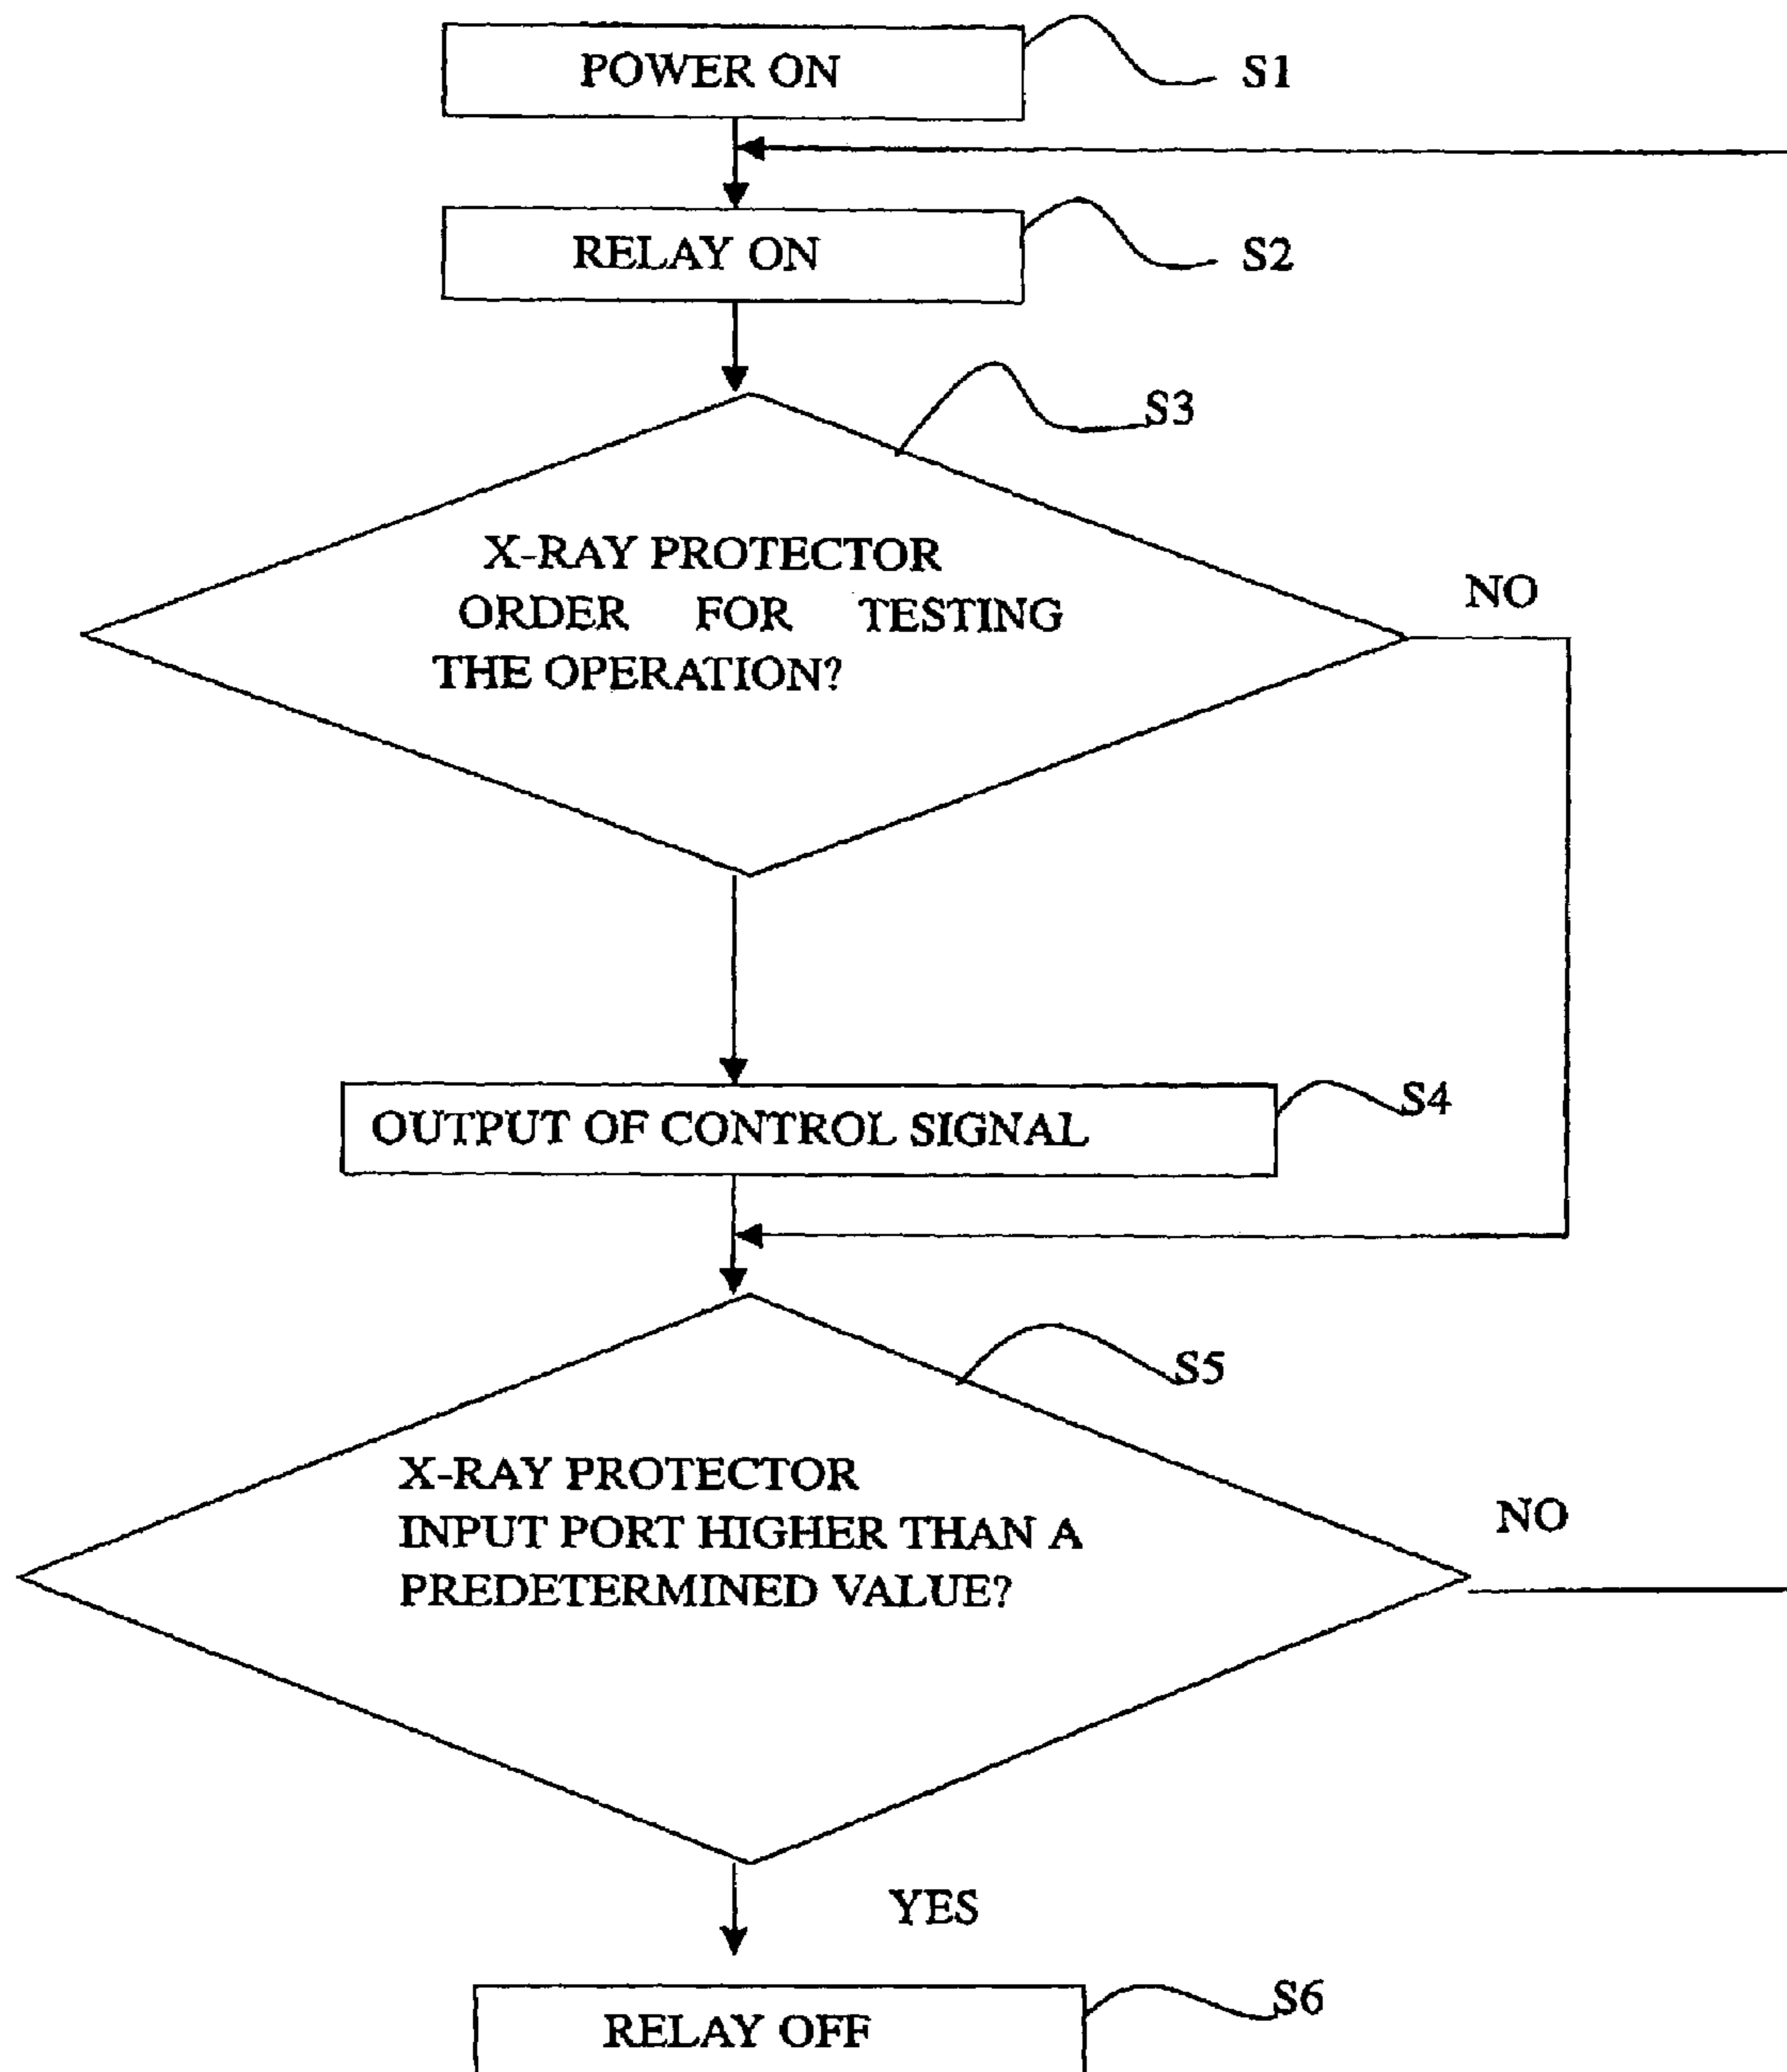 POWER ON
S1
RELAY ON
S2
S3
X-RAY PROTECTOR
ORDER FOR TESTING
THE OPERATION?
NO
OUTPUT OF CONTROL SIGNAL
S4
S5
X-RAY PROTECTOR
INPUT PORT HIGHER THAN A
PREDETERMINED VALUE?
NO
YES
RELAY OFF
S6